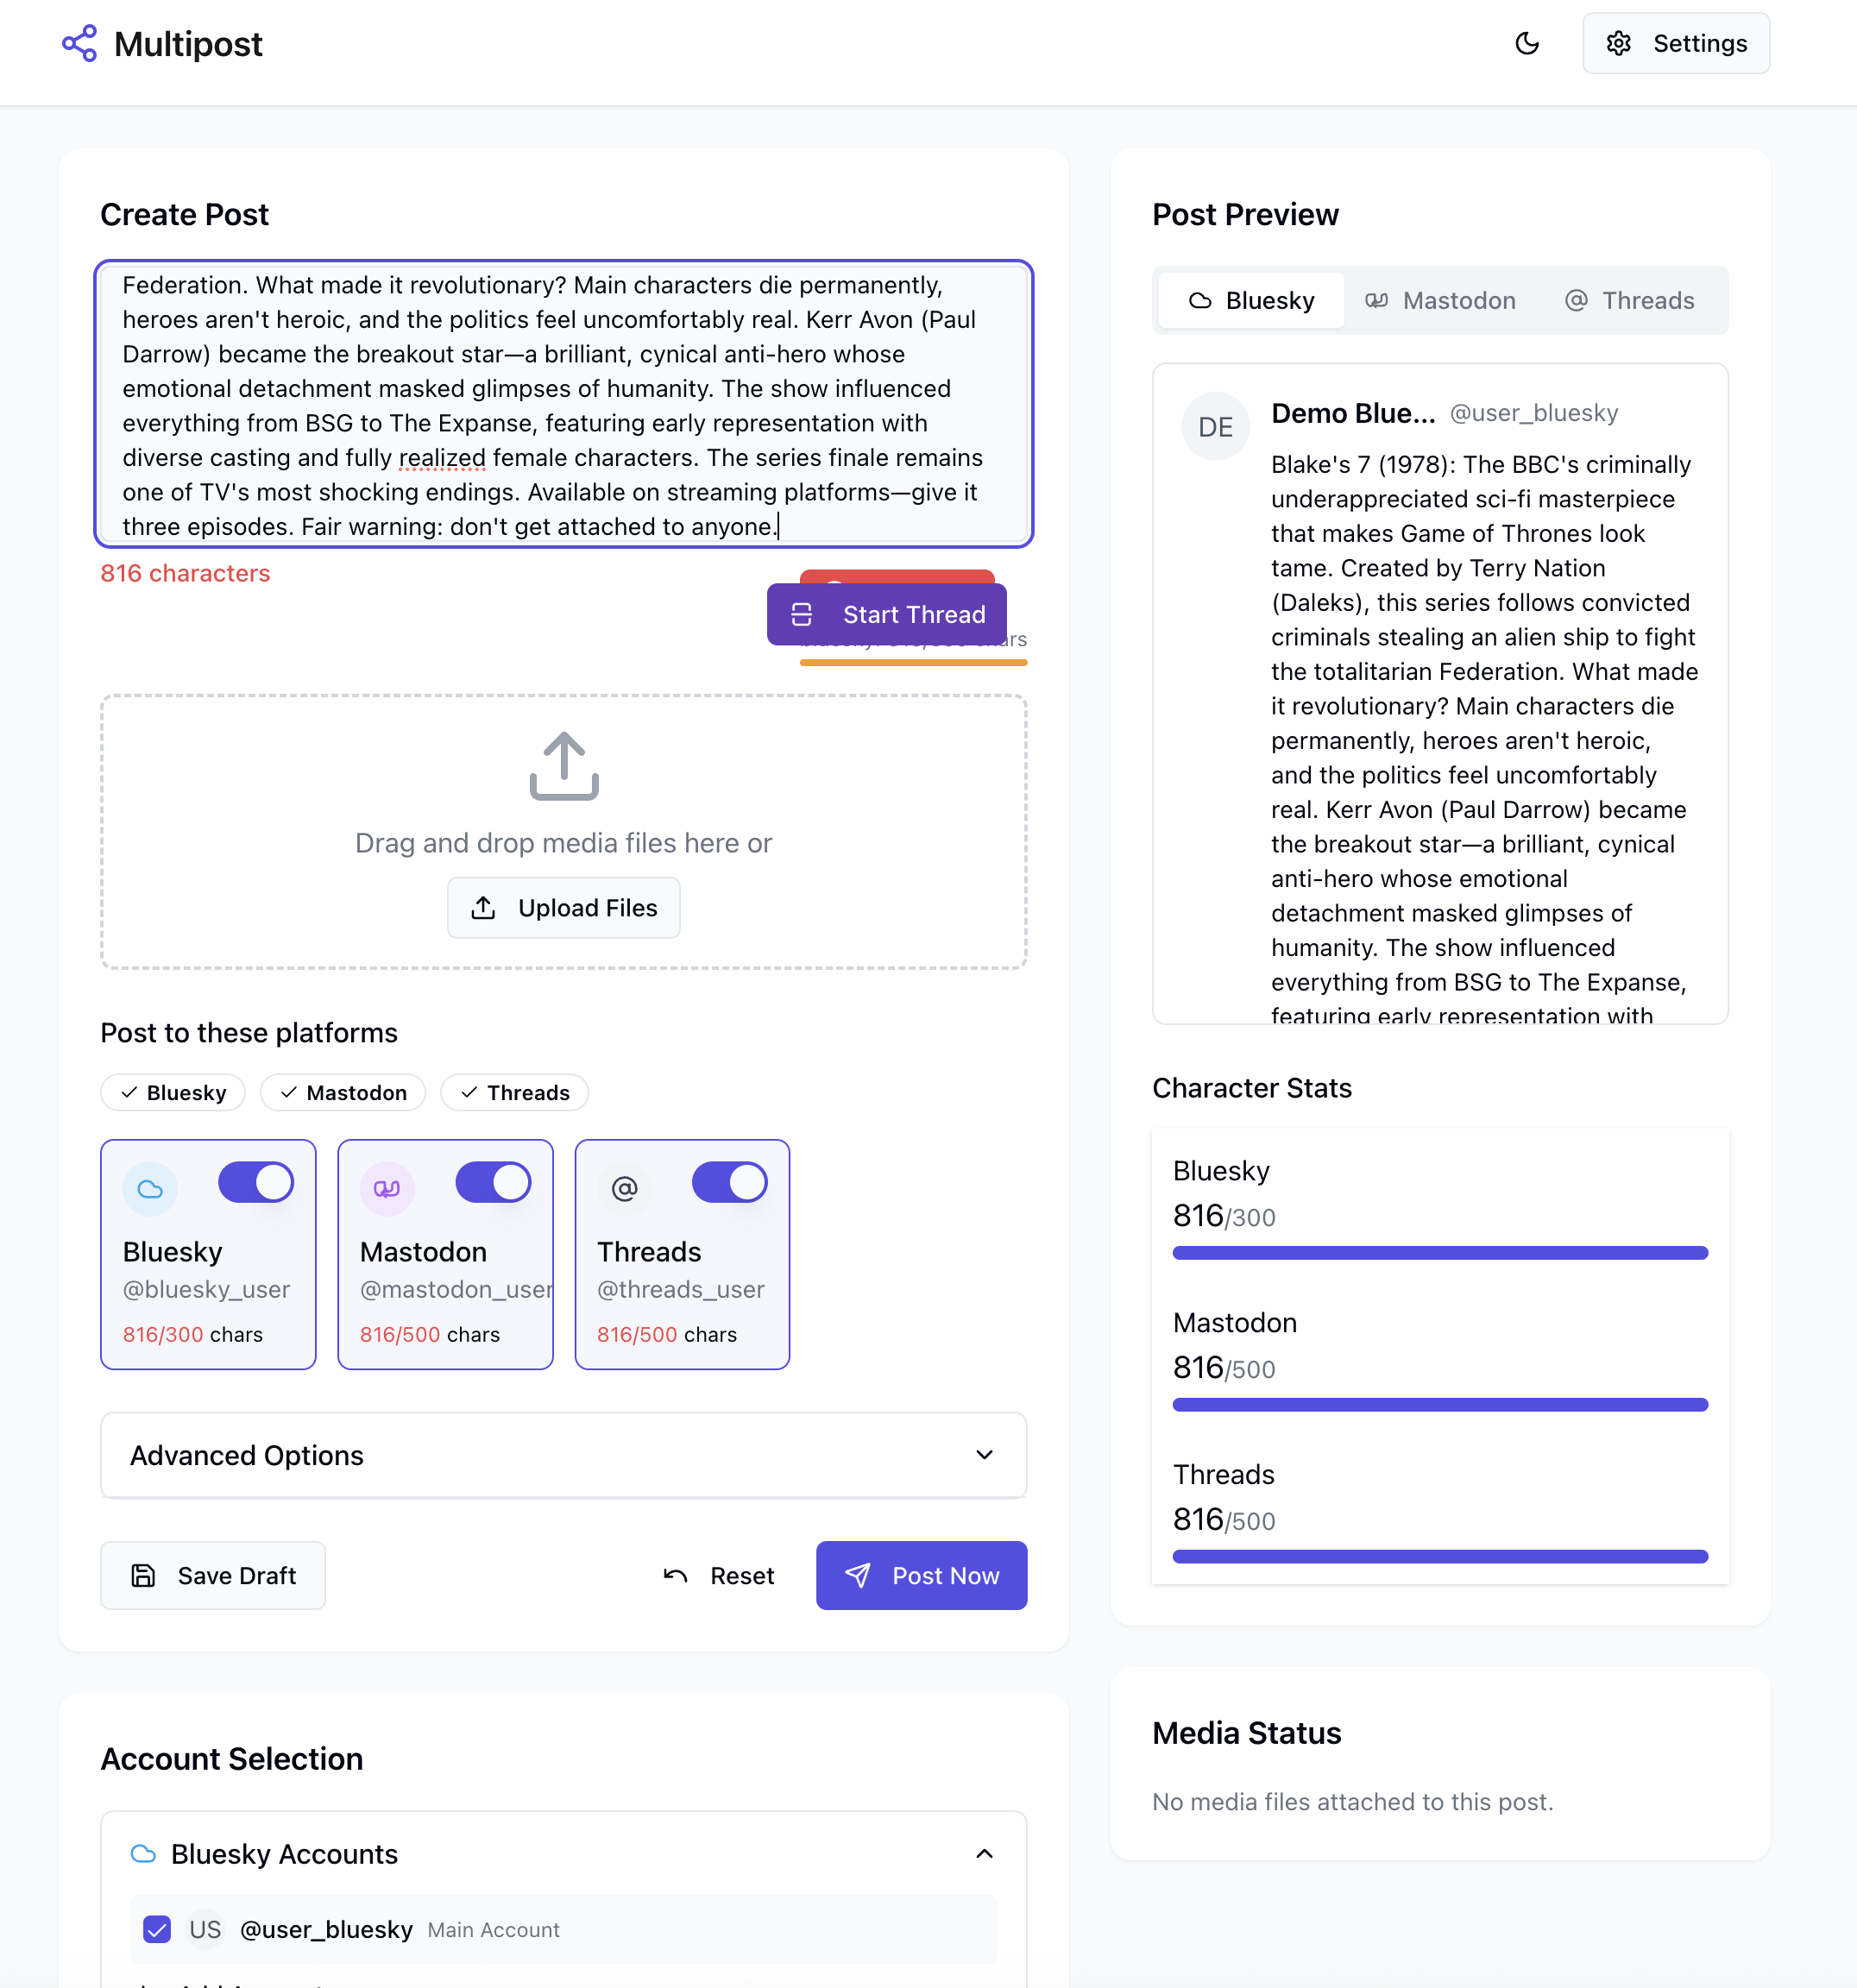 Multipost
Settings
Create Post
Federation. What made it revolutionary? Main characters die permanently,
heroes aren't heroic, and the politics feel uncomfortably real. Kerr Avon (Paul
Darrow) became the breakout star—a brilliant, cynical anti-hero whose
emotional detachment masked glimpses of humanity. The show influenced
everything from BSG to The Expanse, featuring early representation with
diverse casting and fully realized female characters. The series finale remains
one of TV's most shocking endings. Available on streaming platforms—give it
three episodes. Fair warning: don't get attached to anyone.
816 characters
Start Thread
Drag and drop media files here or
Upload Files
Post to these platforms
Bluesky
Mastodon
Threads
Bluesky
@bluesky_user
816/300 chars
Mastodon
@mastodon_user
816/500 chars
Threads
@threads_user
816/500 chars
Advanced Options
Save Draft
Reset
Post Now
Account Selection
Bluesky Accounts
US
@user_bluesky
Main Account
Post Preview
Bluesky
Mastodon
@ Threads
DE
Demo Blue...
@user_bluesky
Blake's 7 (1978): The BBC's criminally
underappreciated sci-fi masterpiece
that makes Game of Thrones look
tame. Created by Terry Nation
(Daleks), this series follows convicted
criminals stealing an alien ship to fight
the totalitarian Federation. What made
it revolutionary? Main characters die
permanently, heroes aren't heroic,
and the politics feel uncomfortably
real. Kerr Avon (Paul Darrow) became
the breakout star—a brilliant, cynical
anti-hero whose emotional
detachment masked glimpses of
humanity. The show influenced
everything from BSG to The Expanse,
featuring early representation with
Character Stats
Bluesky
816/300
Mastodon
816/500
Threads
816/500
Media Status
No media files attached to this post.